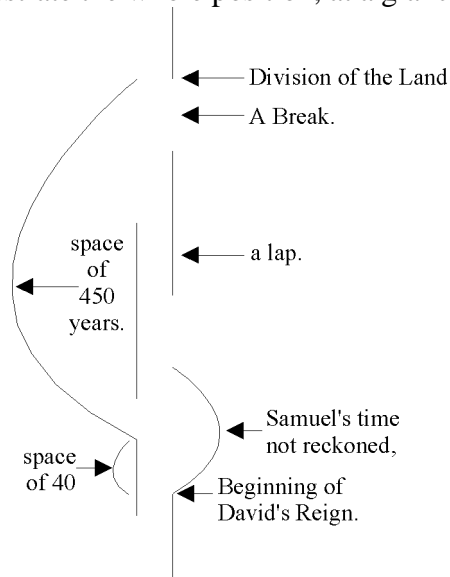 Division of the Land
A Break.
space
of
450
years.
a lap.
Samuel's time
not reckoned,
space
of 40
Beginning of
David's Reign.